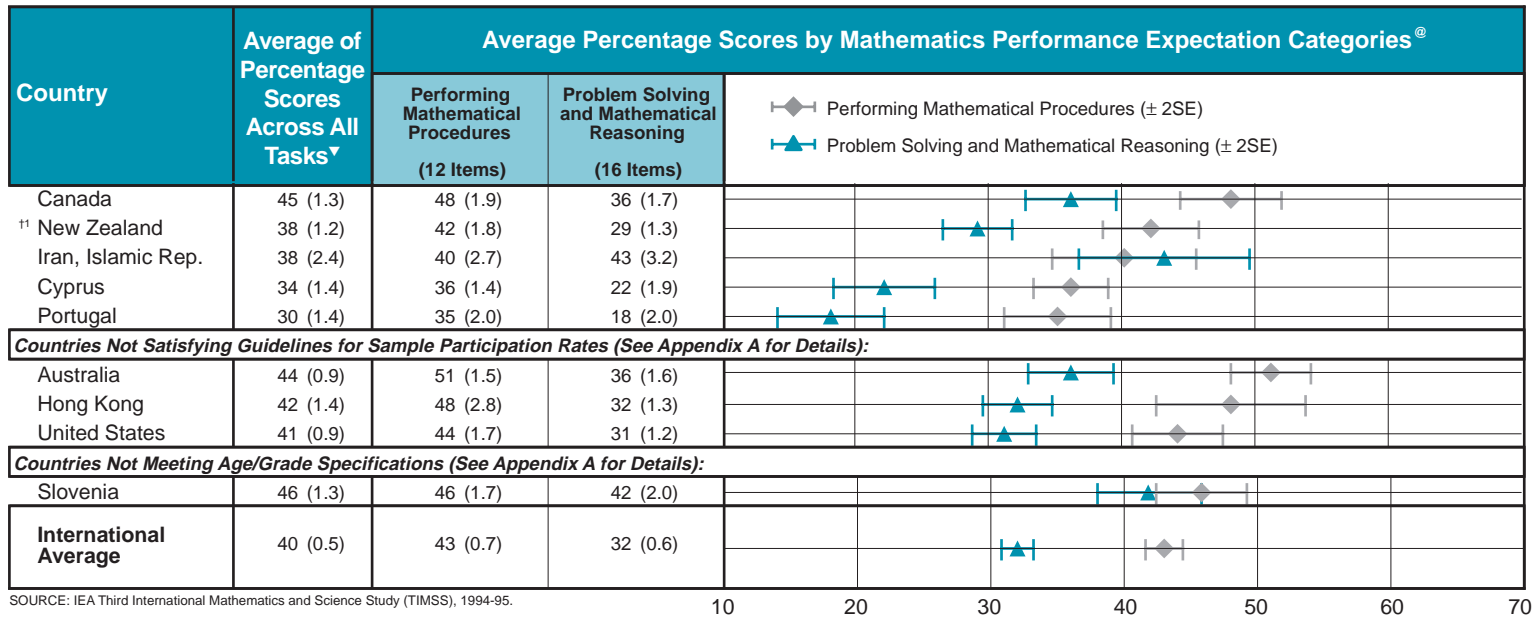 Country
Average of
Percentage
Scores
Across All
Tasks▼
Average Percentage Scores by Mathematics Performance Expectation Categories@
Performing
Mathematical
Procedures
(12 Items)
Problem Solving
and Mathematical
Reasoning
(16 Items)
Performing Mathematical Procedures (± 2SE)
Problem Solving and Mathematical Reasoning (± 2SE)
Canada 45 (1.3) 48 (1.9) 36 (1.7)
†1 New Zealand 38 (1.2) 42 (1.8) 29 (1.3)
Iran, Islamic Rep. 38 (2.4) 40 (2.7) 43 (3.2)
Cyprus 34 (1.4) 36 (1.4) 22 (1.9)
Portugal 30 (1.4) 35 (2.0) 18 (2.0)
Countries Not Satisfying Guidelines for Sample Participation Rates (See Appendix A for Details):
Australia 44 (0.9) 51 (1.5) 36 (1.6)
Hong Kong 42 (1.4) 48 (2.8) 32 (1.3)
United States 41 (0.9) 44 (1.7) 31 (1.2)
Countries Not Meeting Age/Grade Specifications (See Appendix A for Details):
Slovenia 46 (1.3) 46 (1.7) 42 (2.0)
International
Average 40 (0.5) 43 (0.7) 32 (0.6)
SOURCE: IEA Third International Mathematics and Science Study (TIMSS), 1994-95.
10 20 30 40 50 60 70